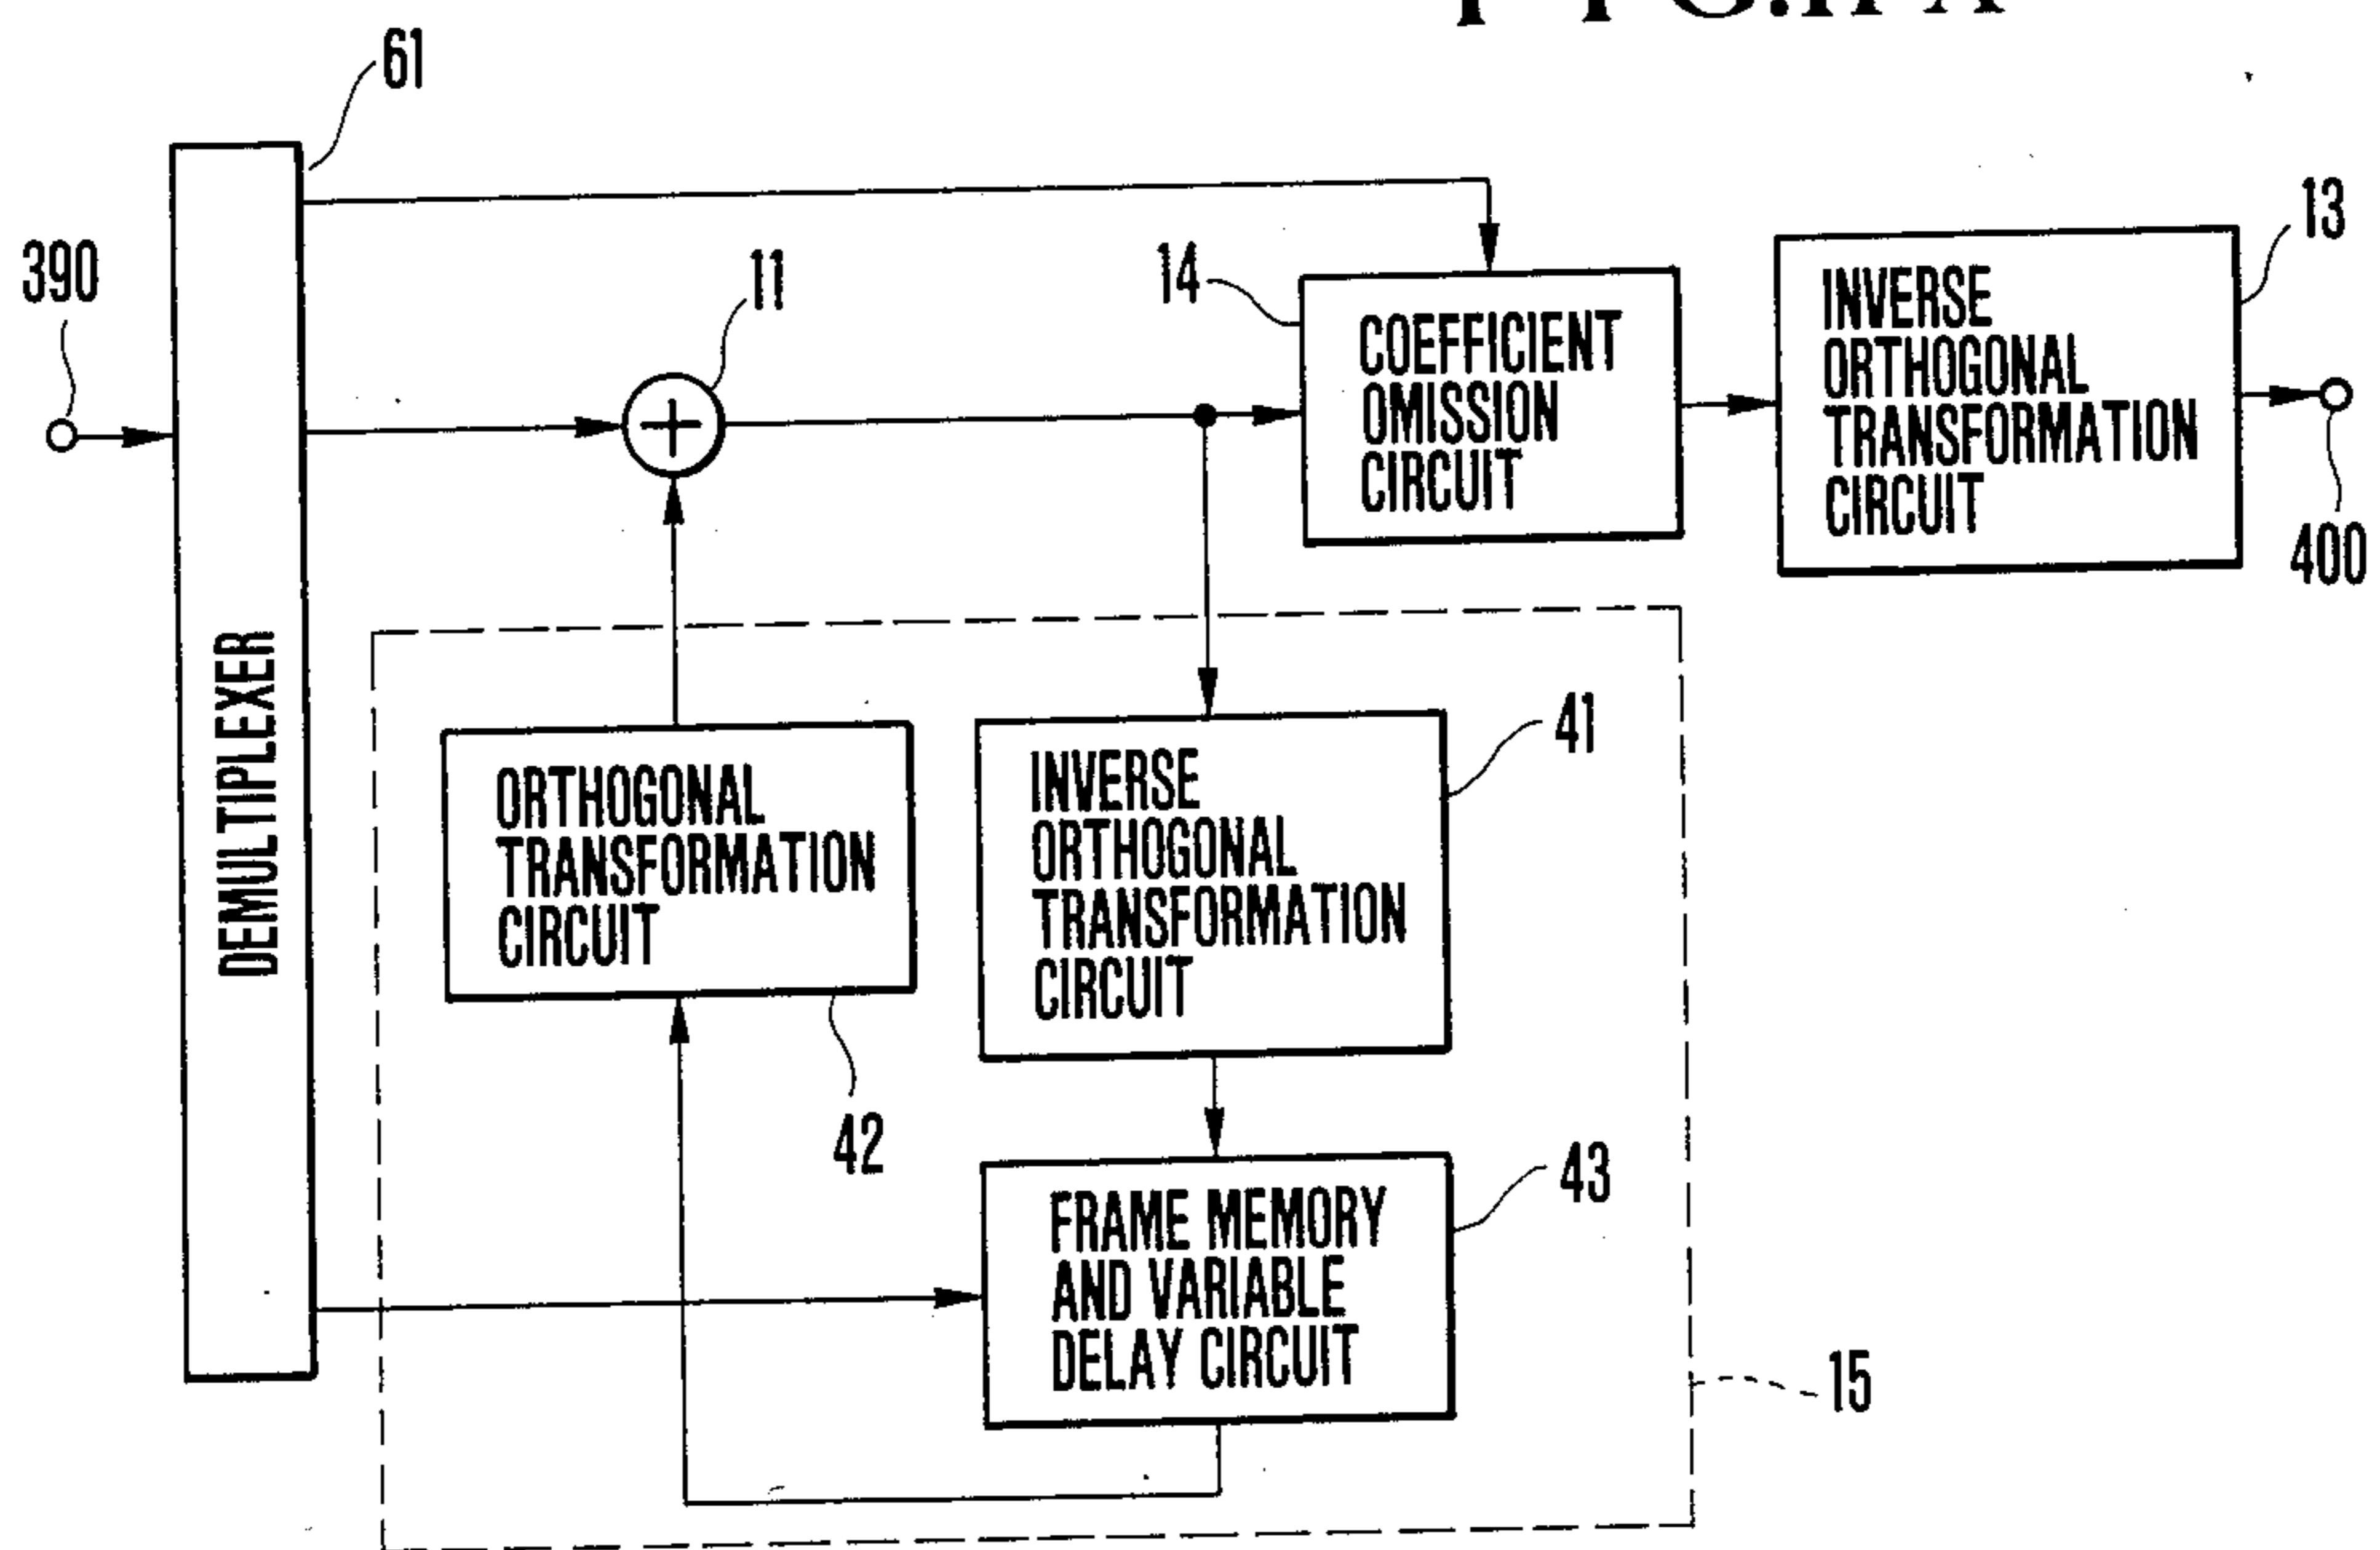 61
390
11
14
13
COEFFICIENT
OMISSION
CIRCUIT
INVERSE
ORTHOGONAL
TRANSFORMATION
CIRCUIT
400
DEMULTIPLEXER
ORTHOGONAL
TRANSFORMATION
CIRCUIT
42
INVERSE
ORTHOGONAL
TRANSFORMATION
CIRCUIT
41
FRAME MEMORY
AND VARIABLE
DELAY CIRCUIT
43
15